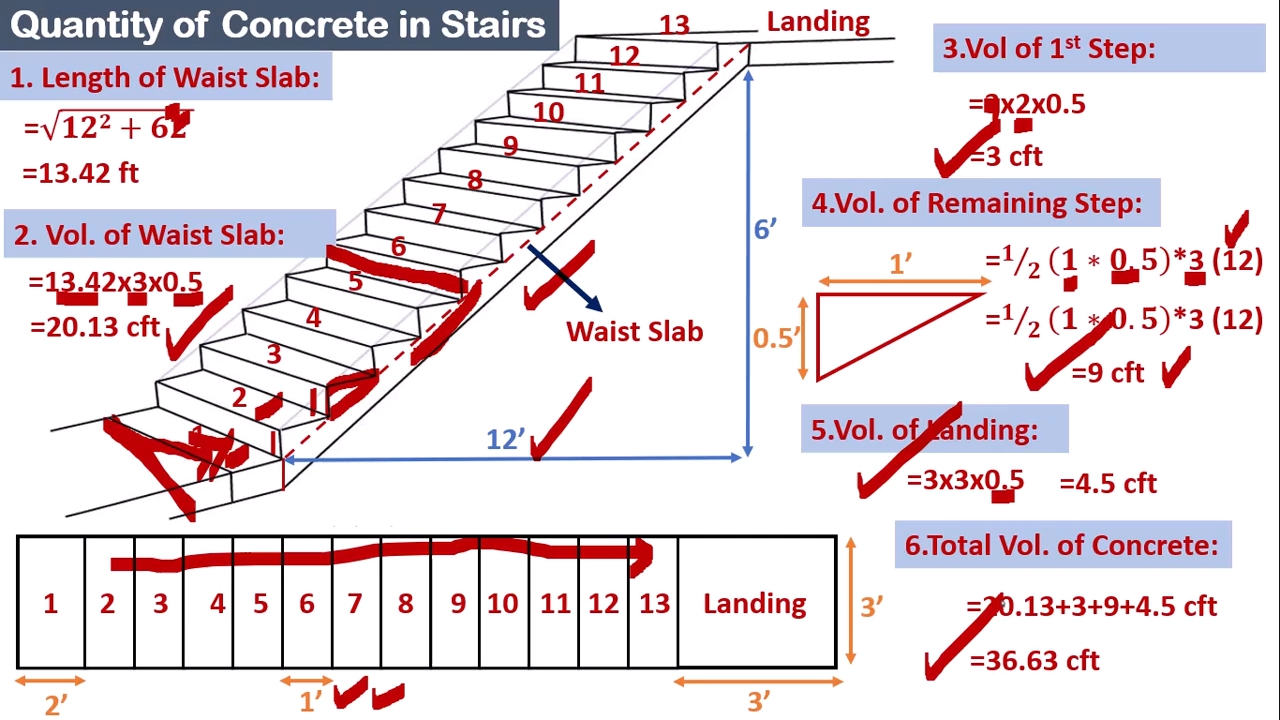 Quantity of Concrete in Stairs
1. Length of Waist Slab:
=√12² + 62
=13.42 ft
2. Vol. of Waist Slab:
=13.42x3x0.5
=20.13 cft
13
12
11
10
9
8
7
6
5
4
3
2
Landing
6'
12'
Waist Slab
3.Vol of 1st Step:
=3x2x0.5
=3 cft
4.Vol. of Remaining Step:
=1/2 (1 * 0.5)*3 (12)
=1/2 (1 * 0.5)*3 (12)
=9 cft
1'
0.5'
5.Vol. of Landing:
=3x3x0.5 =4.5 cft
6.Total Vol. of Concrete:
=20.13+3+9+4.5 cft
=36.63 cft
1 2 3 4 5 6 7 8 9 10 11 12 13 Landing
3'
2' 1' 3'